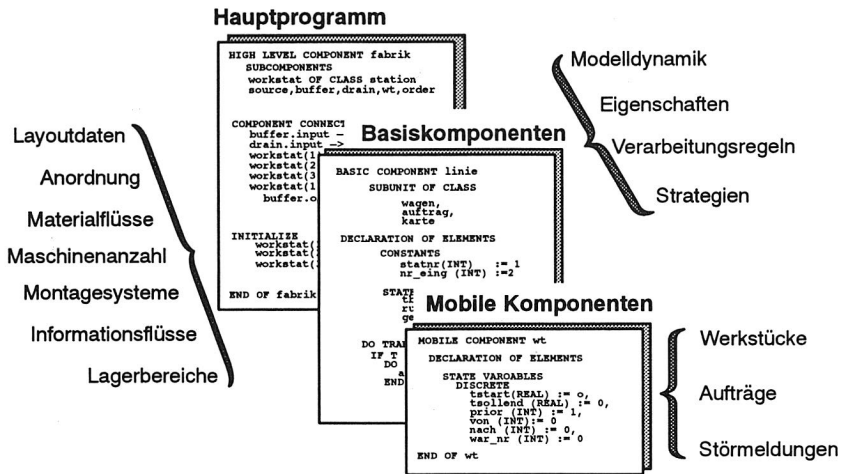 Hauptprogramm
HIGH LEVEL COMPONENT fabrik
SUBCOMPONENTS
workstat OF CLASS station
source,buffer,drain,wt,order
COMPONENT CONNECT
buffer.input -
drain.input ->
workstat(1
workstat(2
workstat(3
workstat(1
buffer.o
INITIALIZE
workstat(
workstat(
workstat(3
END OF fabrik
Layoutdaten
Anordnung
Materialflüsse
Maschinenanzahl
Montagesysteme
Informationsflüsse
Lagerbereiche
Basiskomponenten
BASIC COMPONENT linie
SUBUNIT OF CLASS
wagen,
auftrag,
karte
DECLARATION OF ELEMENTS
CONSTANTS
statnr(INT) := 1
nr_eing (INT) :=2
STATE
th
ru
ge
DO TRAN
IF T
DO
a
END
Modelldynamik
Eigenschaften
Verarbeitungsregeln
Strategien
Mobile Komponenten
MOBILE COMPONENT wt
DECLARATION OF ELEMENTS
STATE VAROABLES
DISCRETE
tstart(REAL) := o,
tsollend (REAL) := 0,
prior (INT) := 1,
von (INT):= 0
nach (INT) := 0,
war_nr (INT) := 0
END OF wt
Werkstücke
Aufträge
Störmeldungen